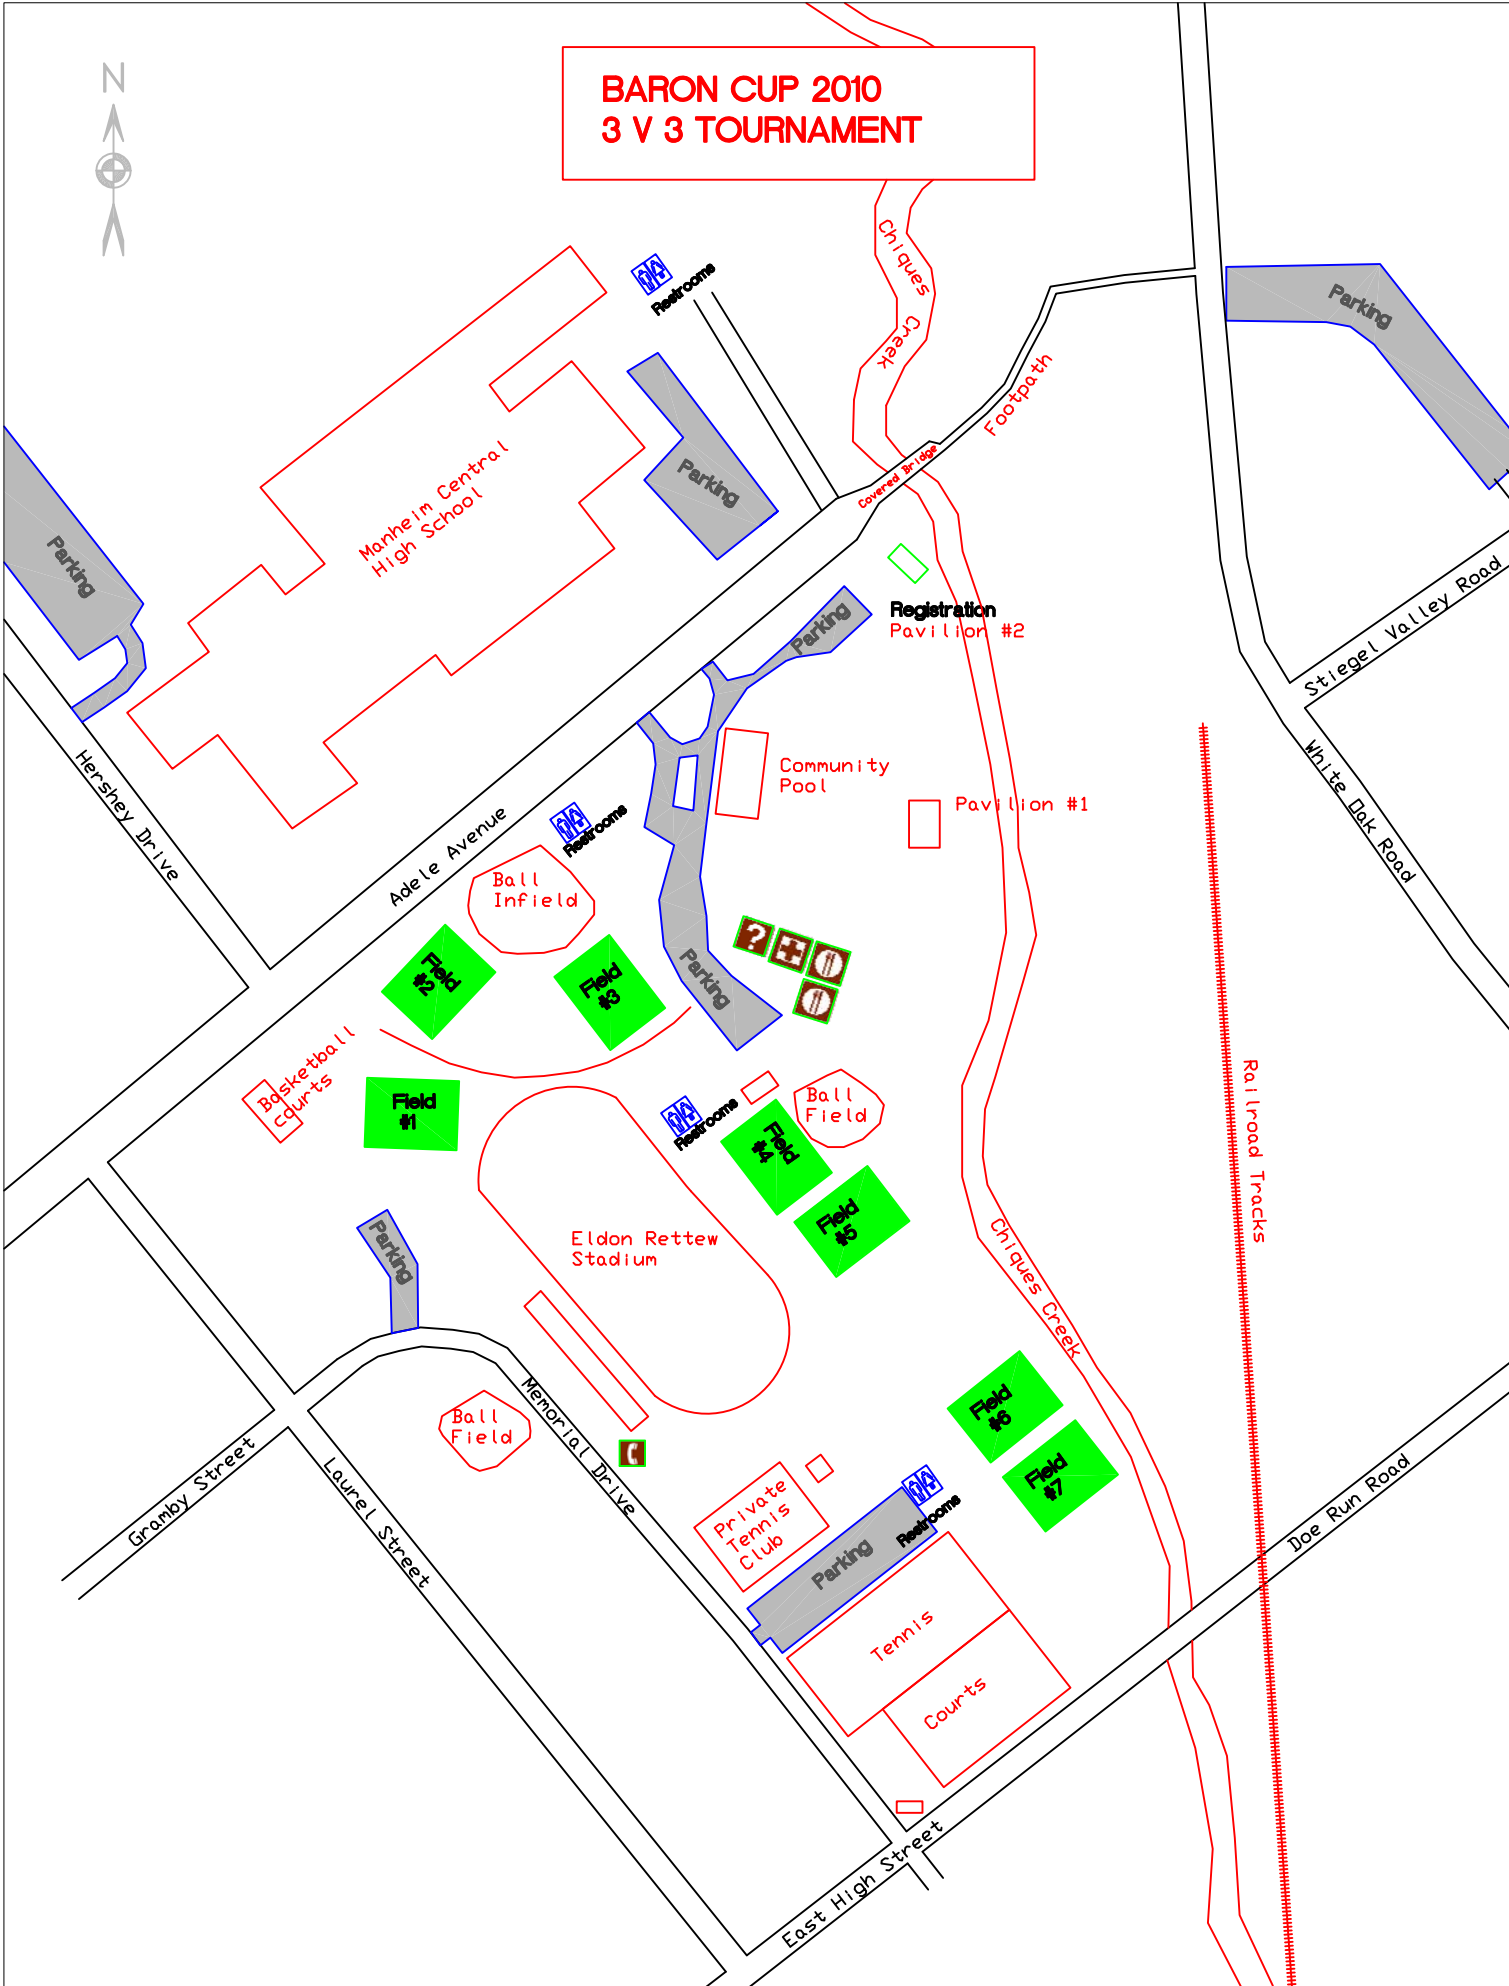 BARON CUP 2010
3 V 3 TOURNAMENT
N
Chiques
Creek
Restrooms
Parking
Parking
Footpath
Covered Bridge
Manheim Central
High School
Parking
Parking
Registration
Pavilion #2
Parking
Stiegel Valley Road
Hershey Drive
Community
Pool
Pavilion #1
White Oak Road
Adele Avenue
Restrooms
Ball
Infield
?
Field
#2
Field
#3
Parking
Basketball
courts
Field
#1
Restrooms
Ball
Field
Field
#4
Field
#5
Railroad Tracks
Parking
Eldon Rettew
Stadium
Chiques Creek
Memorial Drive
Ball
Field
Field
#6
Field
#7
Gramby Street
Laurel Street
Private
Tennis
Club
Restrooms
Parking
Doe Run Road
Tennis
Courts
East High Street